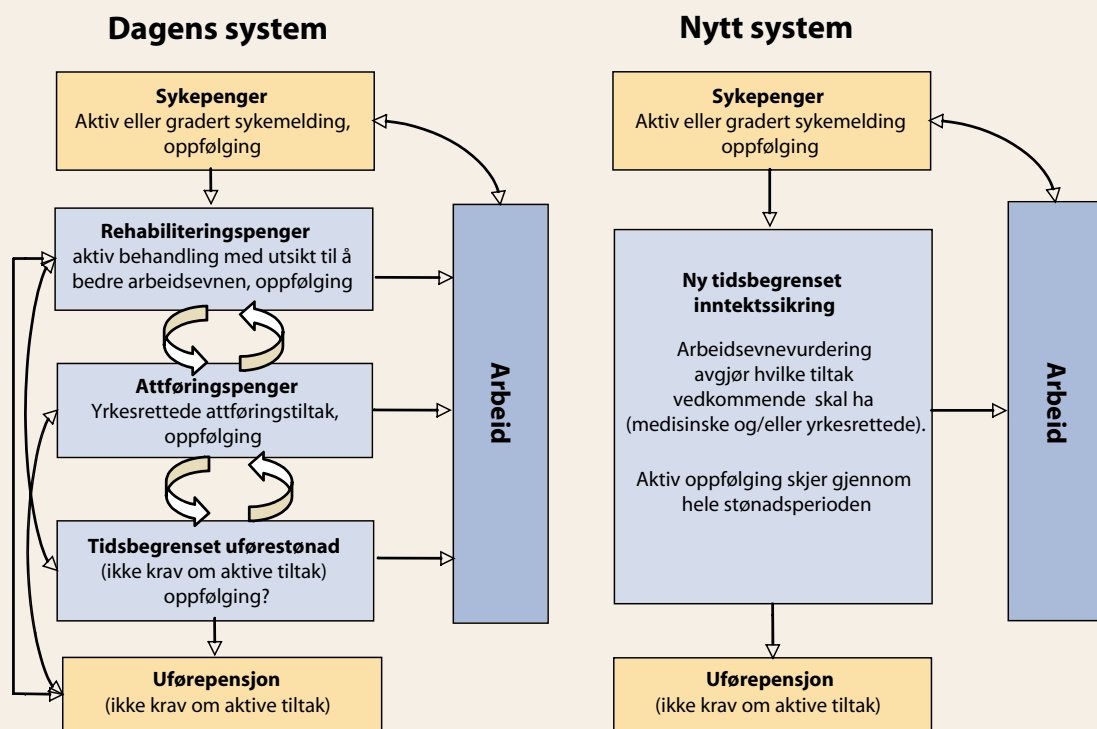 Dagens system
Sykepenger
Aktiv eller gradert sykemelding,
oppfølging
Rehabiliteringspenger
aktiv behandling med utsikt til å
bedre arbeidsevnen, oppfølging
Attføringspenger
Yrkesrettede attføringstiltak,
oppfølging
Tidsbegrenset uførestønad
(ikke krav om aktive tiltak)
oppfølging?
Uførepensjon
(ikke krav om aktive tiltak)
Arbeid
Nytt system
Sykepenger
Aktiv eller gradert sykemelding
oppfølging
Ny tidsbegrenset
inntektssikring
Arbeidsevnevurdering
avgjør hvilke tiltak
vedkommende skal ha
(medisinske og/eller yrkesrettede).
Aktiv oppfølging skjer gjennom
hele stønadsperioden
Uførepensjon
(ikke krav om aktive tiltak)
Arbeid